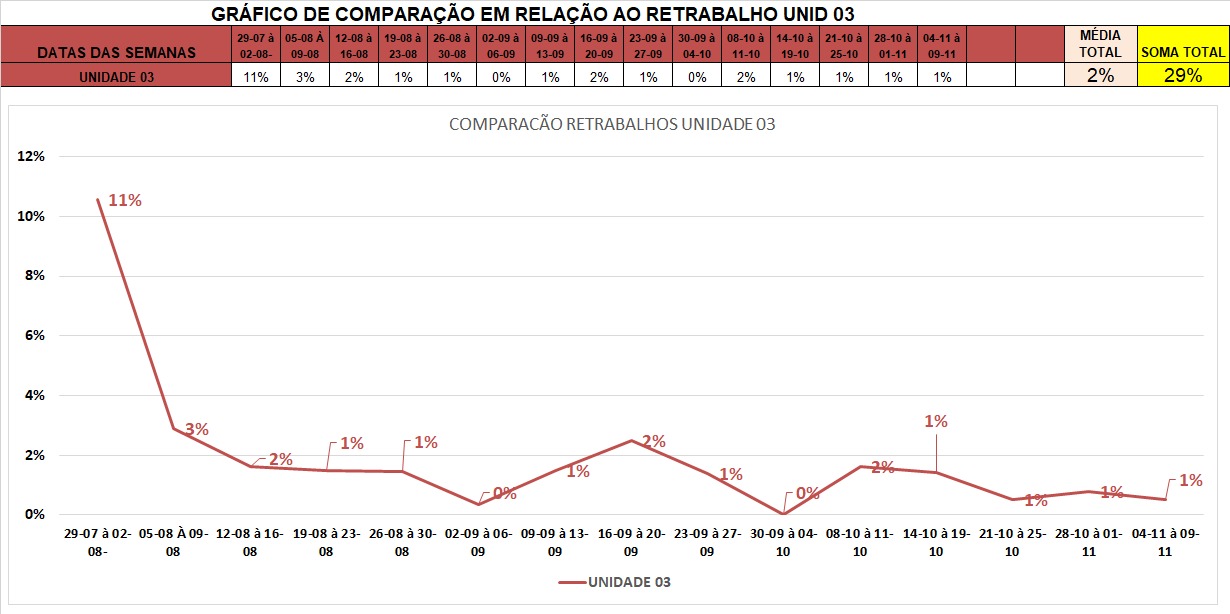 GRÁFICO DE COMPARAÇÃO EM RELAÇÃO AO RETRABALHO UNID 03
DATAS DAS SEMANAS 29-07 à 02-08- 05-08 À 09-08 12-08 à 16-08 19-08 à 23-08 26-08 à 30-08 02-09 à 06-09 09-09 à 13-09 16-09 à 20-09 23-09 à 27-09 30-09 à 04-10 08-10 à 11-10 14-10 à 19-10 21-10 à 25-10 28-10 à 01-11 04-11 à 09-11 MÉDIA TOTAL SOMA TOTAL
UNIDADE 03 11% 3% 2% 1% 1% 0% 1% 2% 1% 0% 2% 1% 1% 1% 1% 2% 29%
COMPARACÃO RETRABALHOS UNIDADE 03
12%
11%
10%
8%
6%
4%
3% 2% 1% 1% 0% 1% 2% 1% 0% 2% 1% 1% 1% 1%
2%
0%
29-07 à 02-08- 05-08 À 09-08 12-08 à 16-08 19-08 à 23-08 26-08 à 30-08 02-09 à 06-09 09-09 à 13-09 16-09 à 20-09 23-09 à 27-09 30-09 à 04-10 08-10 à 11-10 14-10 à 19-10 21-10 à 25-10 28-10 à 01-11 04-11 à 09-11
UNIDADE 03